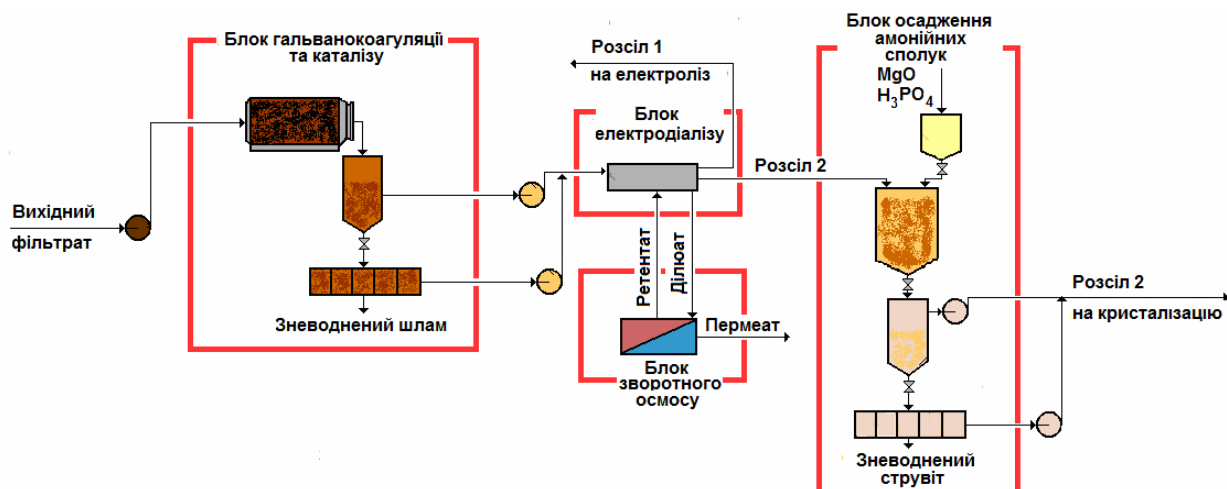 Блок гальванокоагуляції
та каталізу
Вихідний
фільтрат
Зневоднений шлам
Розсіл 1
на електроліз
Блок
електродіалізу
Розсіл 2
Ретентат
Ділюат
Пермеат
Блок
зворотного
осмосу
Блок осадження
амонійних
сполук
MgO
H₃PO₄
Розсіл 2
на кристалізацію
Зневоднений
струвіт